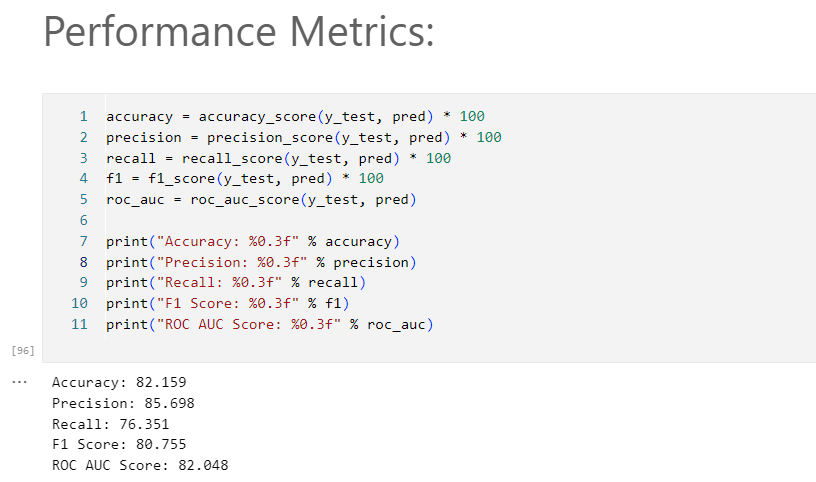 Performance Metrics:
1 accuracy = accuracy_score(y_test, pred) * 100
2 precision = precision_score(y_test, pred) * 100
3 recall = recall_score(y_test, pred) * 100
4 f1 = f1_score(y_test, pred) * 100
5 roc_auc = roc_auc_score(y_test, pred)
6
7 print("Accuracy: %0.3f" % accuracy)
8 print("Precision: %0.3f" % precision)
9 print("Recall: %0.3f" % recall)
10 print("F1 Score: %0.3f" % f1)
11 print("ROC AUC Score: %0.3f" % roc_auc)
[96]
... Accuracy: 82.159
Precision: 85.698
Recall: 76.351
F1 Score: 80.755
ROC AUC Score: 82.048